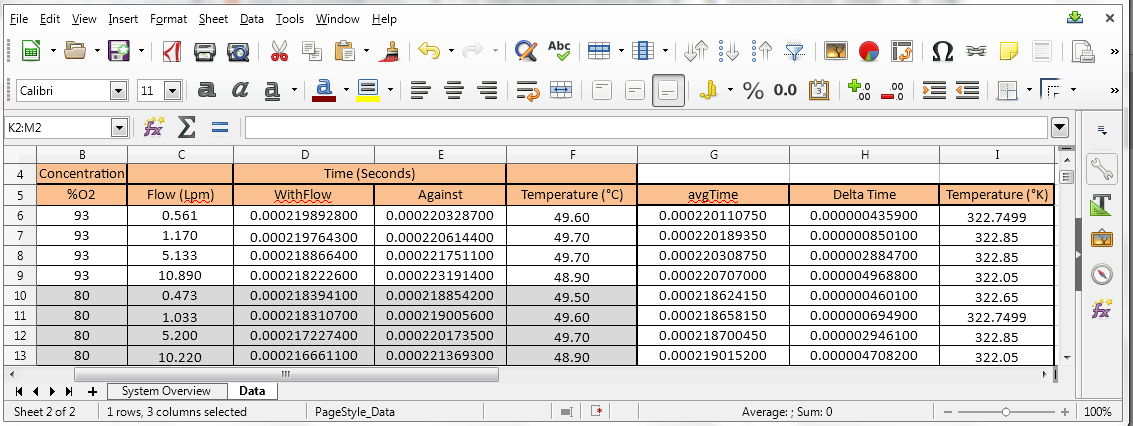 File Edit View Insert Format Sheet Data Tools Window Help
Abc
Calibri 11 a a a a % 0.0
K2:M2
B C D E F G H I
4 Concentration Time (Seconds)
5 %O2 Flow (Lpm) WithFlow Against Temperature (°C) avgTime Delta Time Temperature (°K)
6 93 0.561 0.000219892800 0.000220328700 49.60 0.000220110750 0.000000435900 322.7499
7 93 1.170 0.000219764300 0.000220614400 49.70 0.000220189350 0.000000850100 322.85
8 93 5.133 0.000218866400 0.000221751100 49.70 0.000220308750 0.000002884700 322.85
9 93 10.890 0.000218222600 0.000223191400 48.90 0.000220707000 0.000004968800 322.05
10 80 0.473 0.000218394100 0.000218854200 49.50 0.000218624150 0.000000460100 322.65
11 80 1.033 0.000218310700 0.000219005600 49.60 0.000218658150 0.000000694900 322.7499
12 80 5.200 0.000217227400 0.000220173500 49.70 0.000218700450 0.000002946100 322.85
13 80 10.220 0.000216661100 0.000221369300 48.90 0.000219015200 0.000004708200 322.05
System Overview Data
Sheet 2 of 2 1 rows, 3 columns selected PageStyle_Data Average: ; Sum: 0 100%